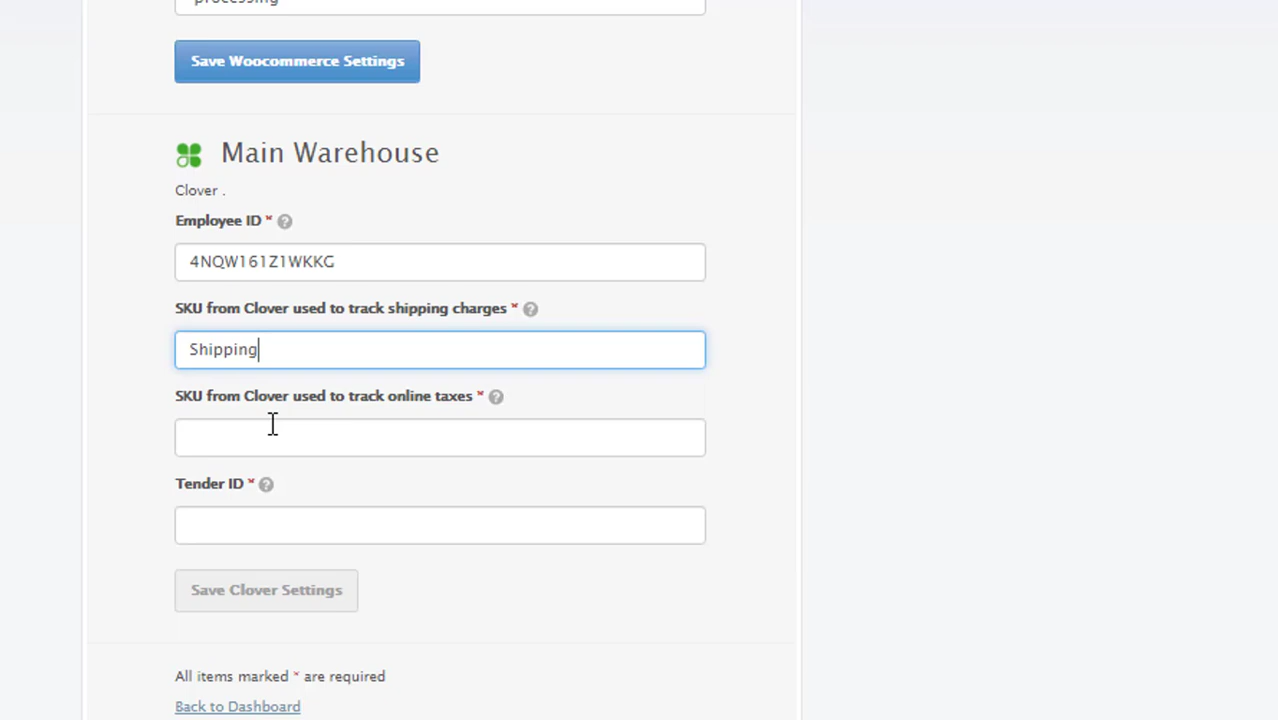 processing
Save Woocommerce Settings
Main Warehouse
Clover .
Employee ID *
4NQW161Z1WKKG
SKU from Clover used to track shipping charges *
Shipping
SKU from Clover used to track online taxes *
Tender ID *
Save Clover Settings
All items marked * are required
Back to Dashboard